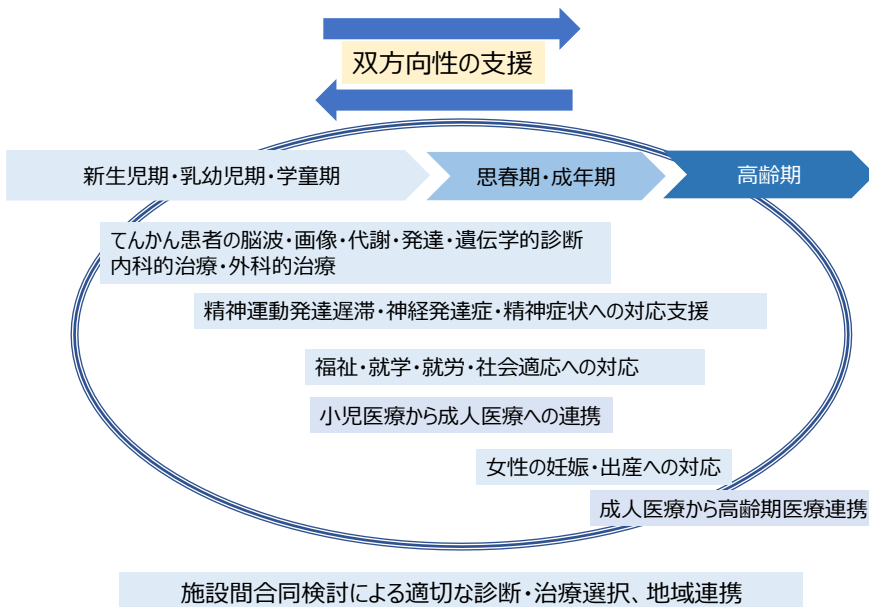 双方向性の支援
新生児期・乳幼児期・学童期
思春期・成年期
高齢期
てんかん患者の脳波・画像・代謝・発達・遺伝学的診断
内科的治療・外科的治療
精神運動発達遅滞・神経発達症・精神症状への対応支援
福祉・就学・就労・社会適応への対応
小児医療から成人医療への連携
女性の妊娠・出産への対応
成人医療から高齢期医療連携
施設間合同検討による適切な診断・治療選択、地域連携